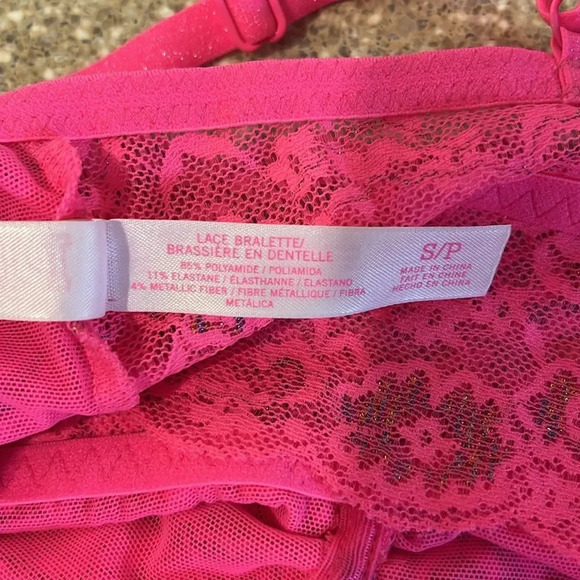 LACE BRALETTE/
BRASSIÈRE EN DENTELLE
85% POLYAMIDE / POLIAMIDA
11% ELASTANE / ÉLASTHANNE / ELASTANO
4% METALLIC FIBER / FIBRE MÉTALLIQUE / FIBRA
METÁLICA
S/P
MADE IN CHINA
FAIT EN CHINE
HECHO EN CHINA